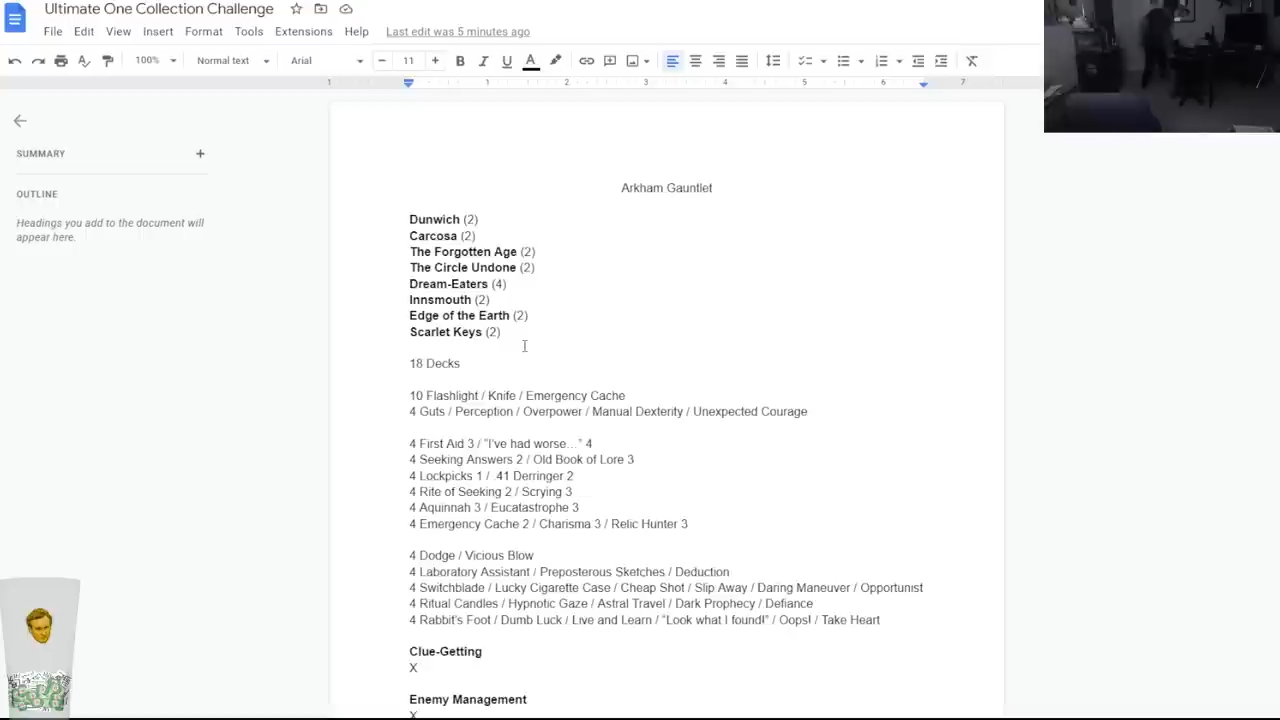 Ultimate One Collection Challenge
File Edit View Insert Format Tools Extensions Help Last edit was 5 minutes ago
100% Normal text Arial 11 B I U A
1 1 2 3 4 5 6 7
SUMMARY
OUTLINE
Headings you add to the document will
appear here.
Arkham Gauntlet
Dunwich (2)
Carcosa (2)
The Forgotten Age (2)
The Circle Undone (2)
Dream-Eaters (4)
Innsmouth (2)
Edge of the Earth (2)
Scarlet Keys (2)
18 Decks
10 Flashlight / Knife / Emergency Cache
4 Guts / Perception / Overpower / Manual Dexterity / Unexpected Courage
4 First Aid 3 / "I've had worse…" 4
4 Seeking Answers 2 / Old Book of Lore 3
4 Lockpicks 1 / .41 Derringer 2
4 Rite of Seeking 2 / Scrying 3
4 Aquinnah 3 / Eucatastrophe 3
4 Emergency Cache 2 / Charisma 3 / Relic Hunter 3
4 Dodge / Vicious Blow
4 Laboratory Assistant / Preposterous Sketches / Deduction
4 Switchblade / Lucky Cigarette Case / Cheap Shot / Slip Away / Daring Maneuver / Opportunist
4 Ritual Candles / Hypnotic Gaze / Astral Travel / Dark Prophecy / Defiance
4 Rabbit's Foot / Dumb Luck / Live and Learn / "Look what I found!" / Oops! / Take Heart
Clue-Getting
X
Enemy Management
X